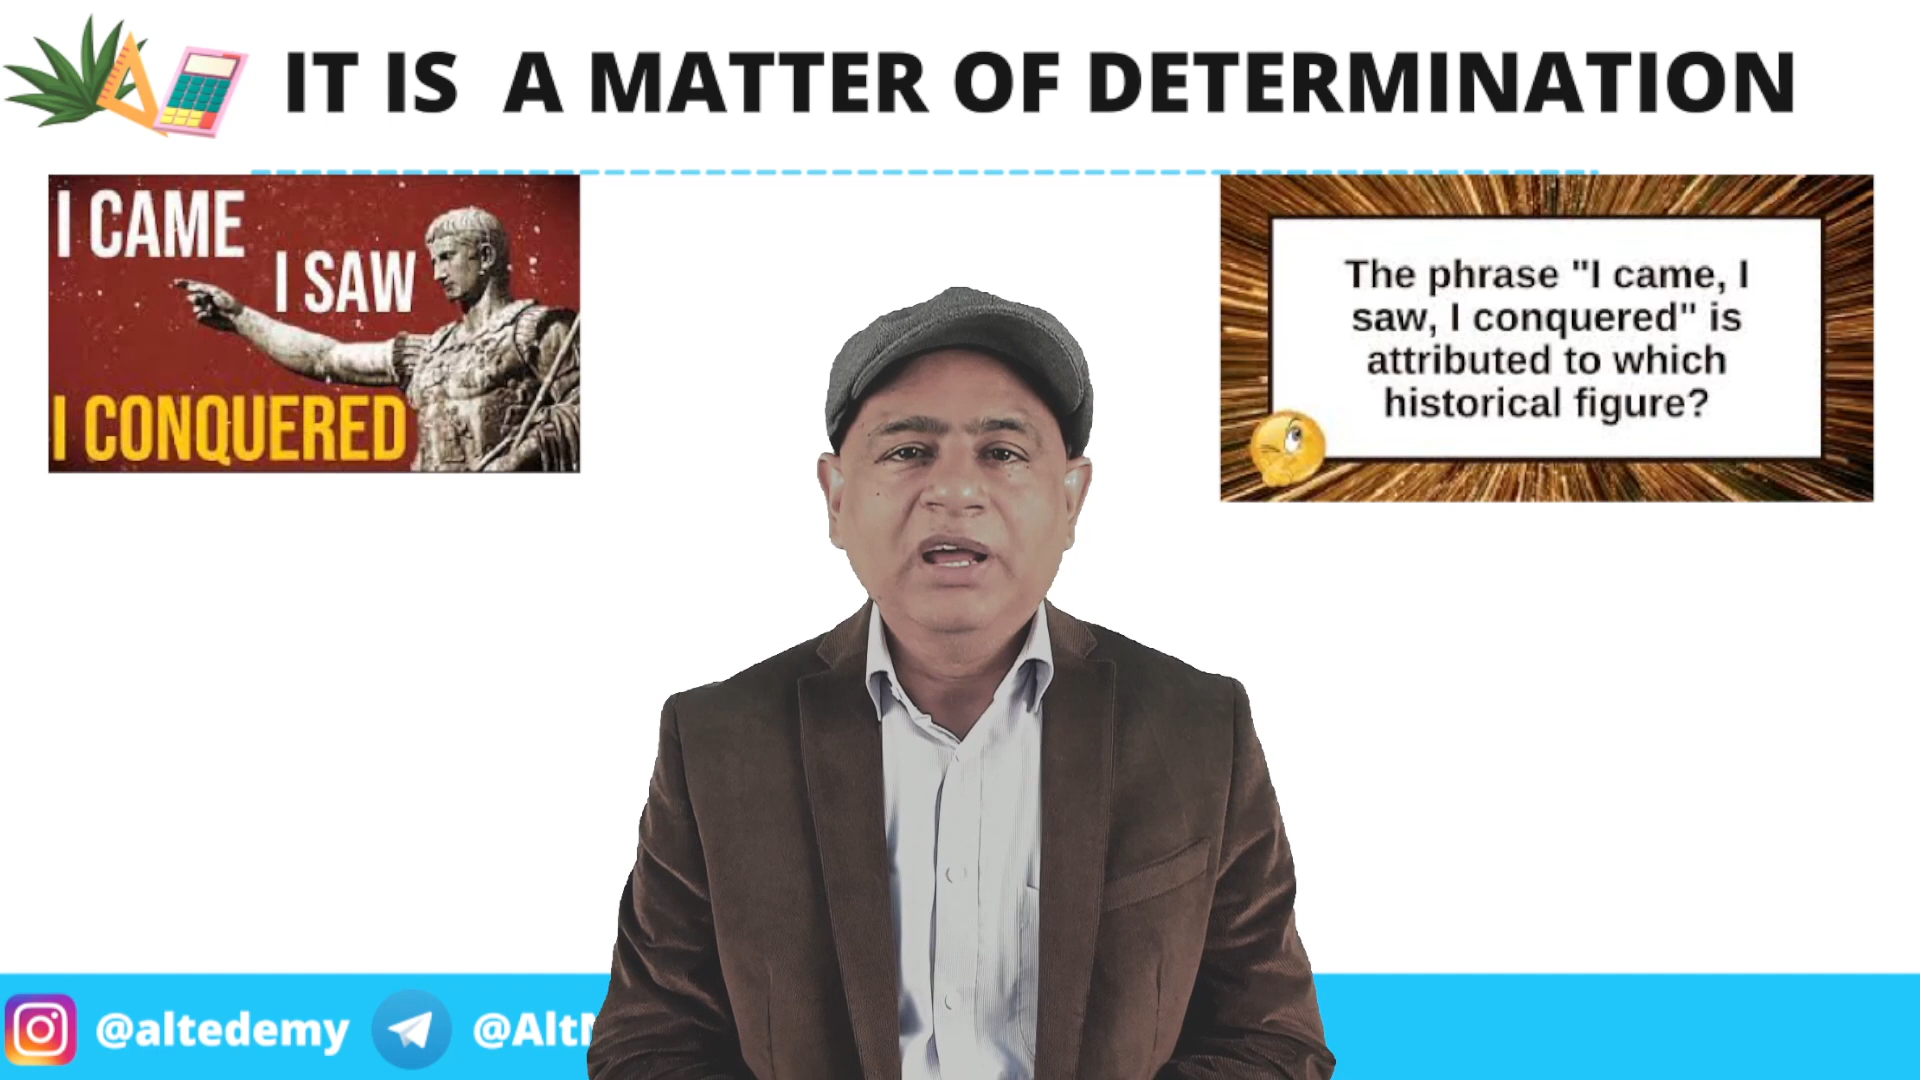 IT IS A MATTER OF DETERMINATION
I CAME
I SAW
I CONQUERED
The phrase "I came, I
saw, I conquered" is
attributed to which
historical figure?
@altedemy